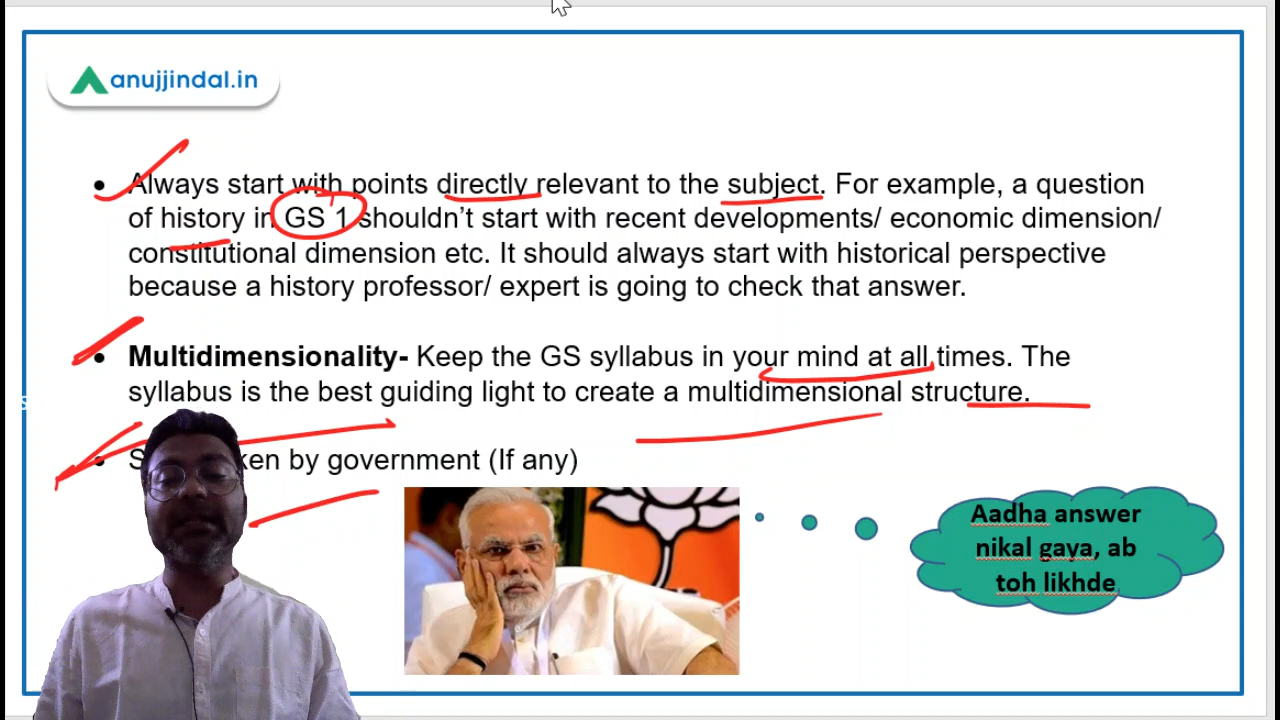 anujjindal.in
• Always start with points directly relevant to the subject. For example, a question
of history in GS 1 shouldn’t start with recent developments/ economic dimension/
constitutional dimension etc. It should always start with historical perspective
because a history professor/ expert is going to check that answer.
• Multidimensionality- Keep the GS syllabus in your mind at all times. The
syllabus is the best guiding light to create a multidimensional structure.
• by government (If any)
Aadha answer
nikal gaya, ab
toh likhde